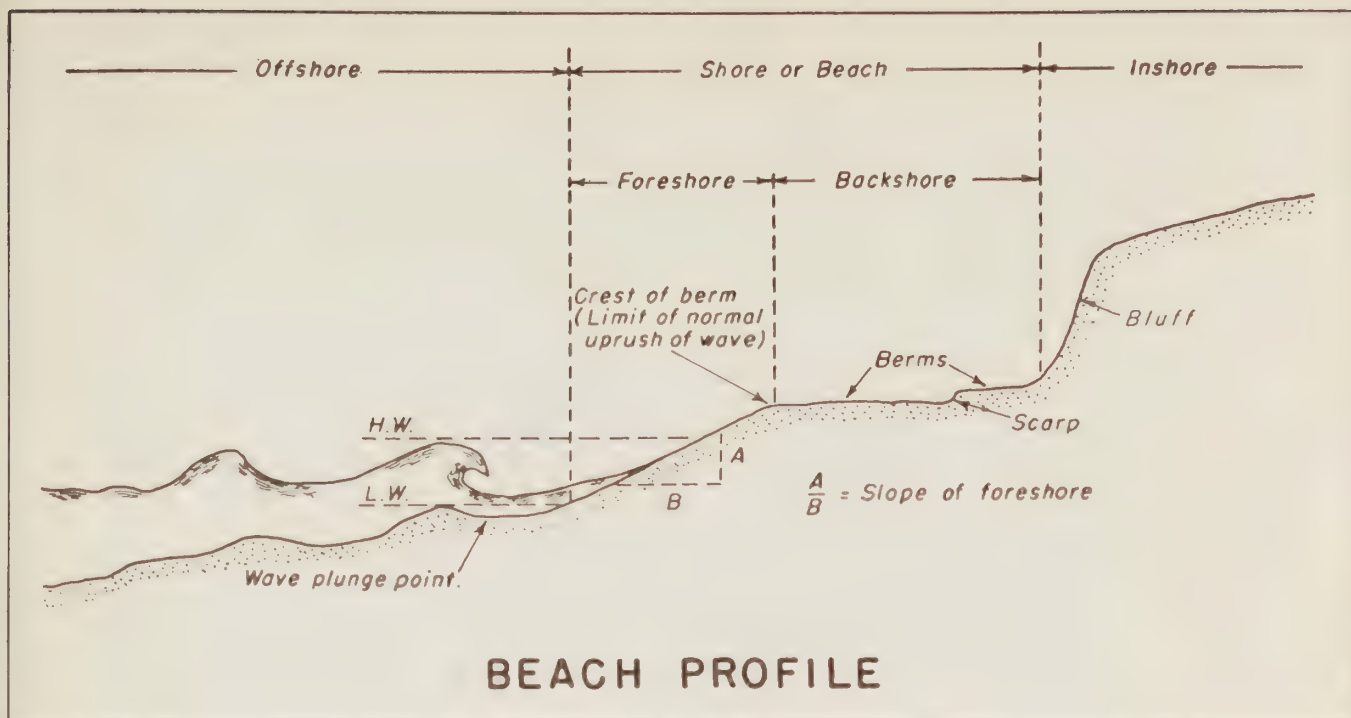 Offshore Shore or Beach Inshore
Foreshore Backshore
Crest of berm
(Limit of normal
uprush of wave)
Bluff
Berms
Scarp
H.W.
A
L.W.
B
A
B = Slope of foreshore
Wave plunge point.
BEACH PROFILE